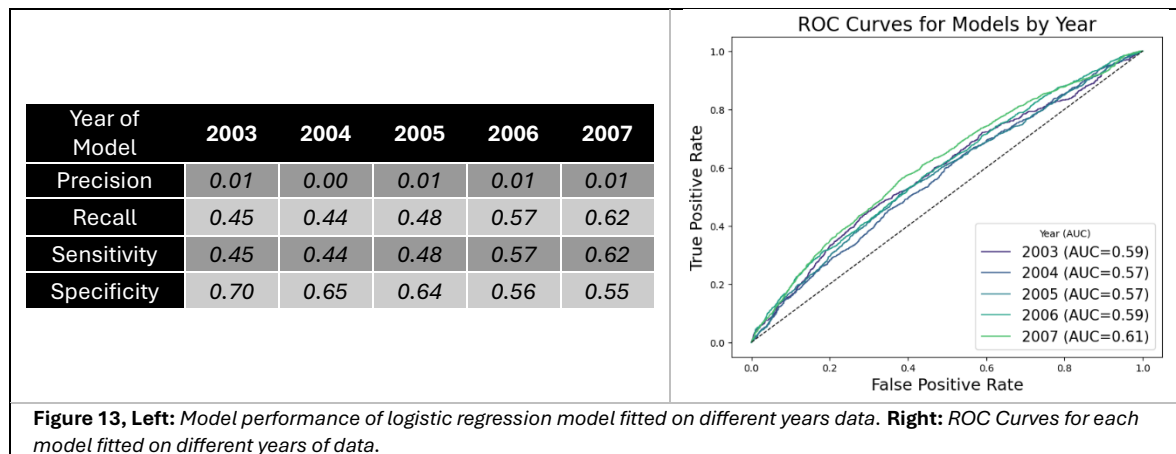 Year of
Model
2003 2004 2005 2006 2007
Precision 0.01 0.00 0.01 0.01 0.01
Recall 0.45 0.44 0.48 0.57 0.62
Sensitivity 0.45 0.44 0.48 0.57 0.62
Specificity 0.70 0.65 0.64 0.56 0.55
ROC Curves for Models by Year
True Positive Rate
1.0
0.8
0.6
0.4
0.2
0.0
Year (AUC)
2003 (AUC=0.59)
2004 (AUC=0.57)
2005 (AUC=0.57)
2006 (AUC=0.59)
2007 (AUC=0.61)
0.0 0.2 0.4 0.6 0.8 1.0
False Positive Rate
Figure 13, Left: Model performance of logistic regression model fitted on different years data. Right: ROC Curves for each
model fitted on different years of data.